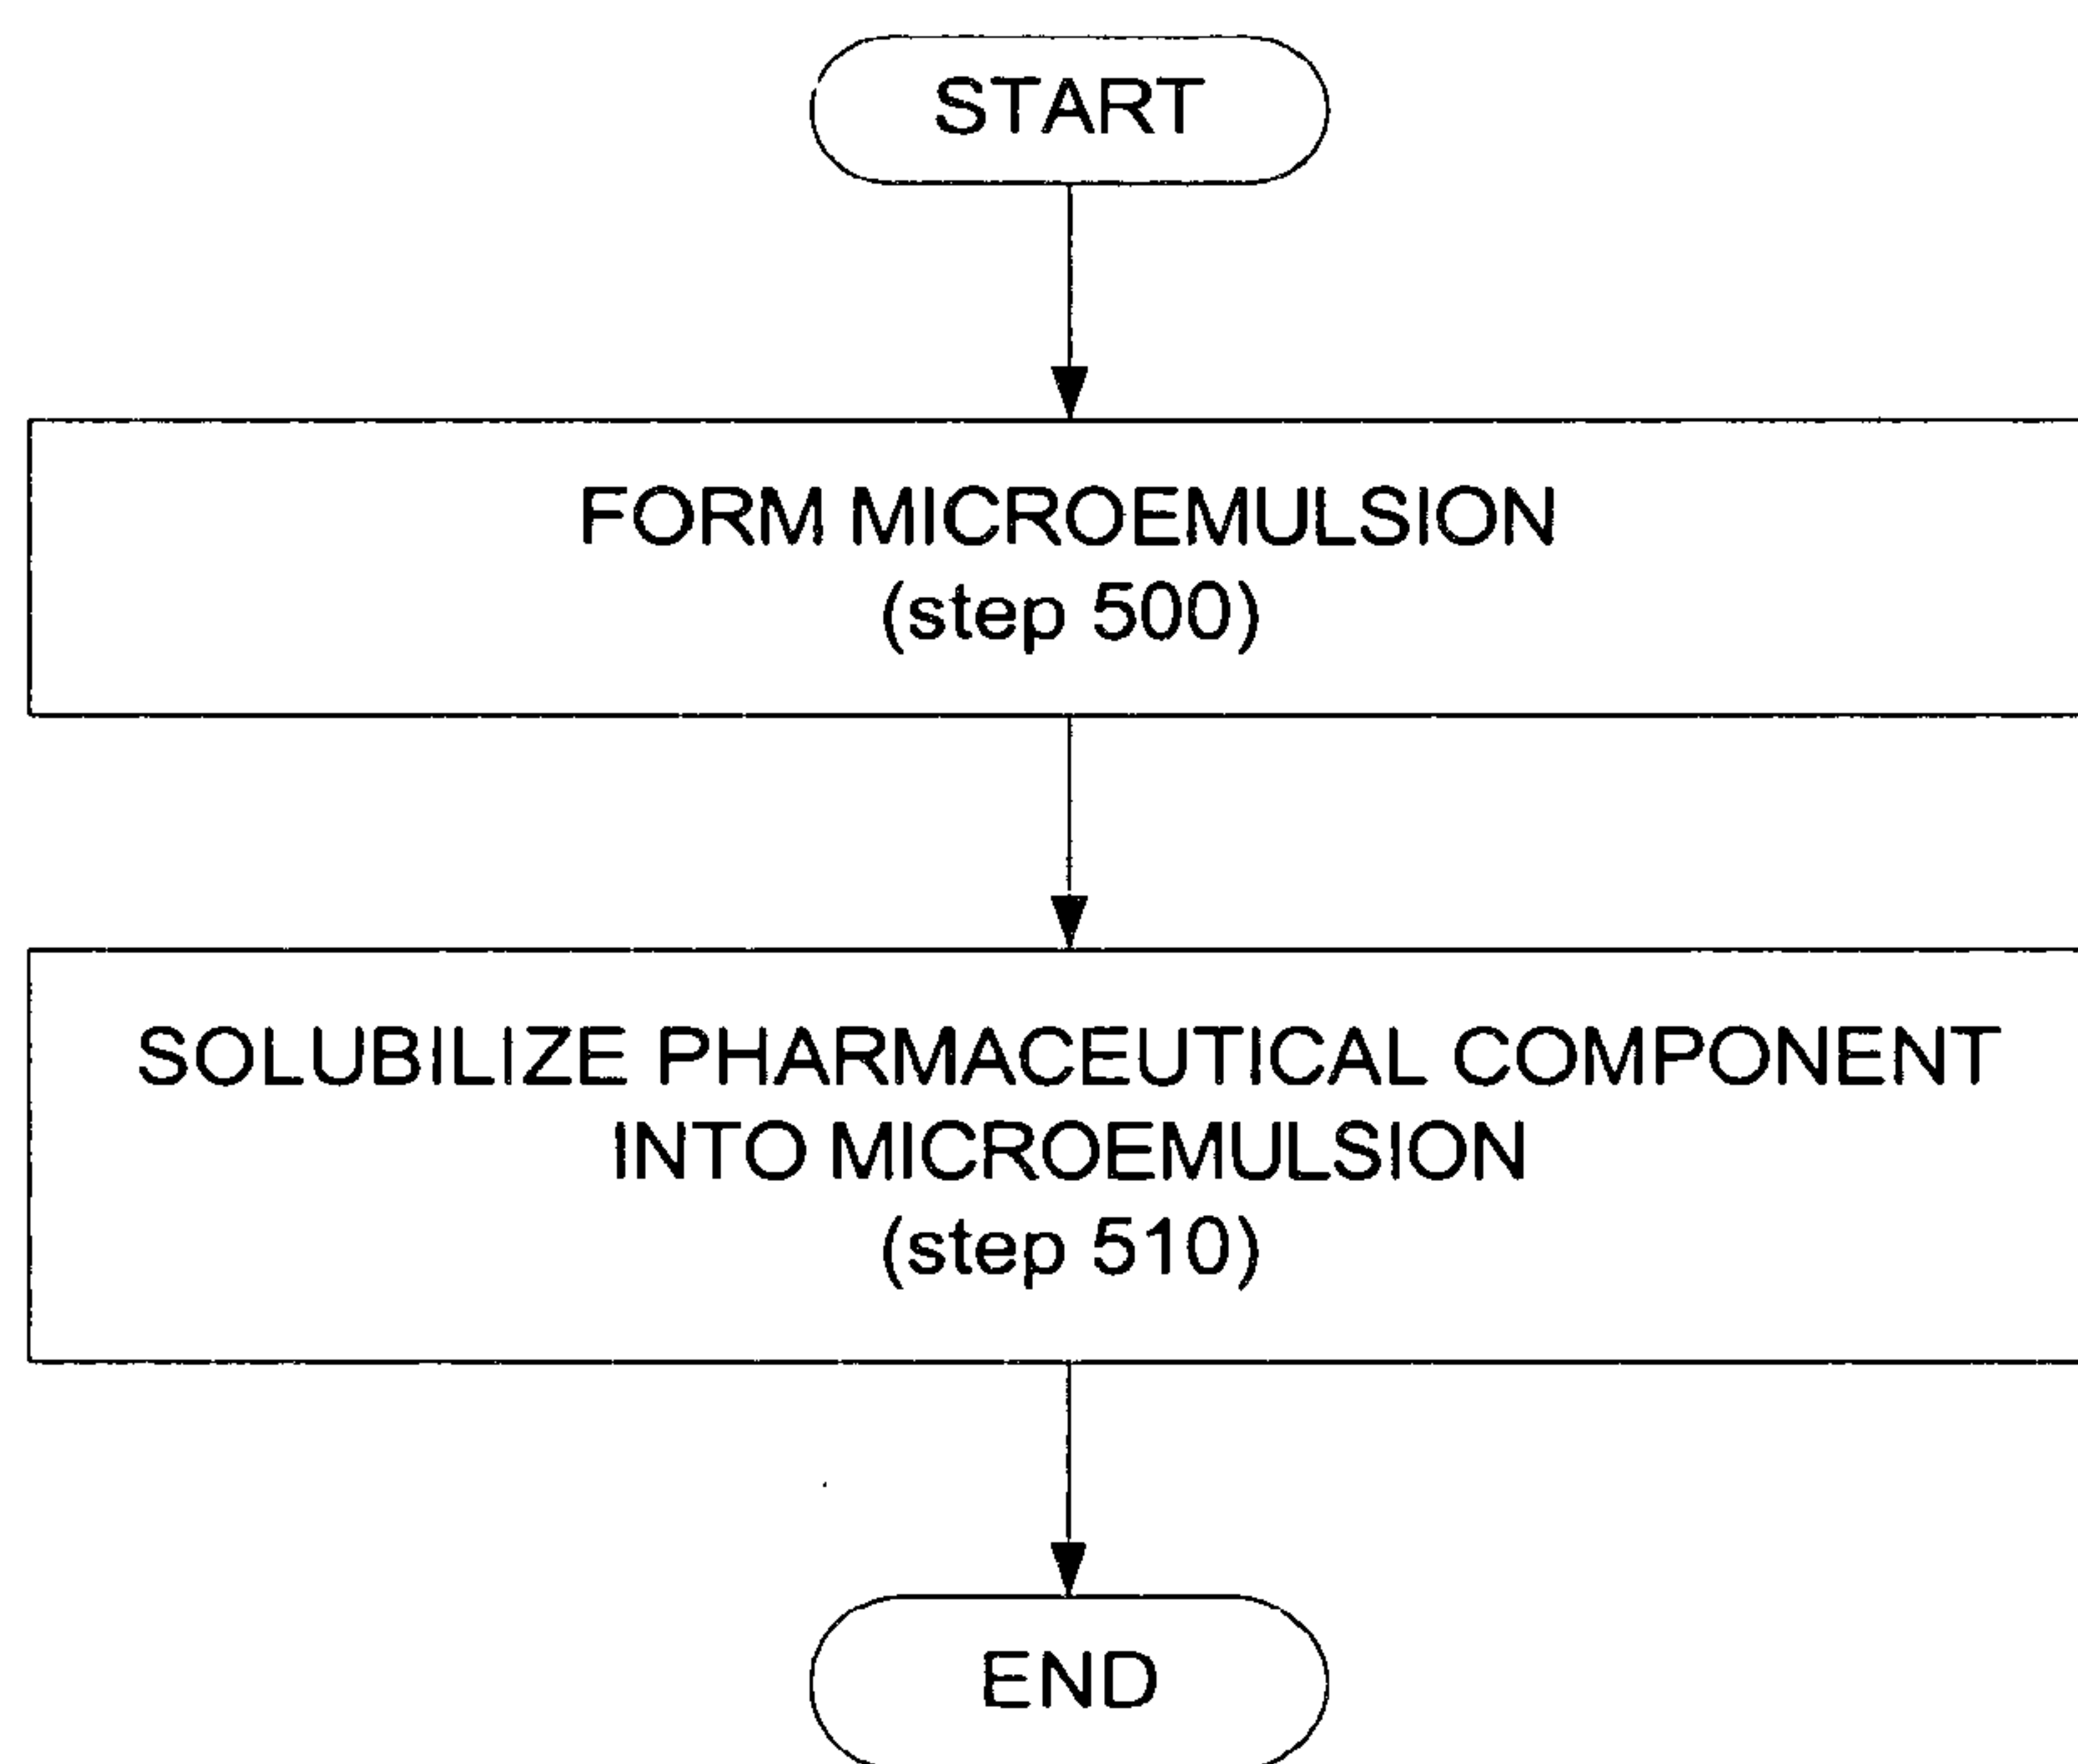 START
FORM MICROEMULSION
(step 500)
SOLUBILIZE PHARMACEUTICAL COMPONENT
INTO MICROEMULSION
(step 510)
END